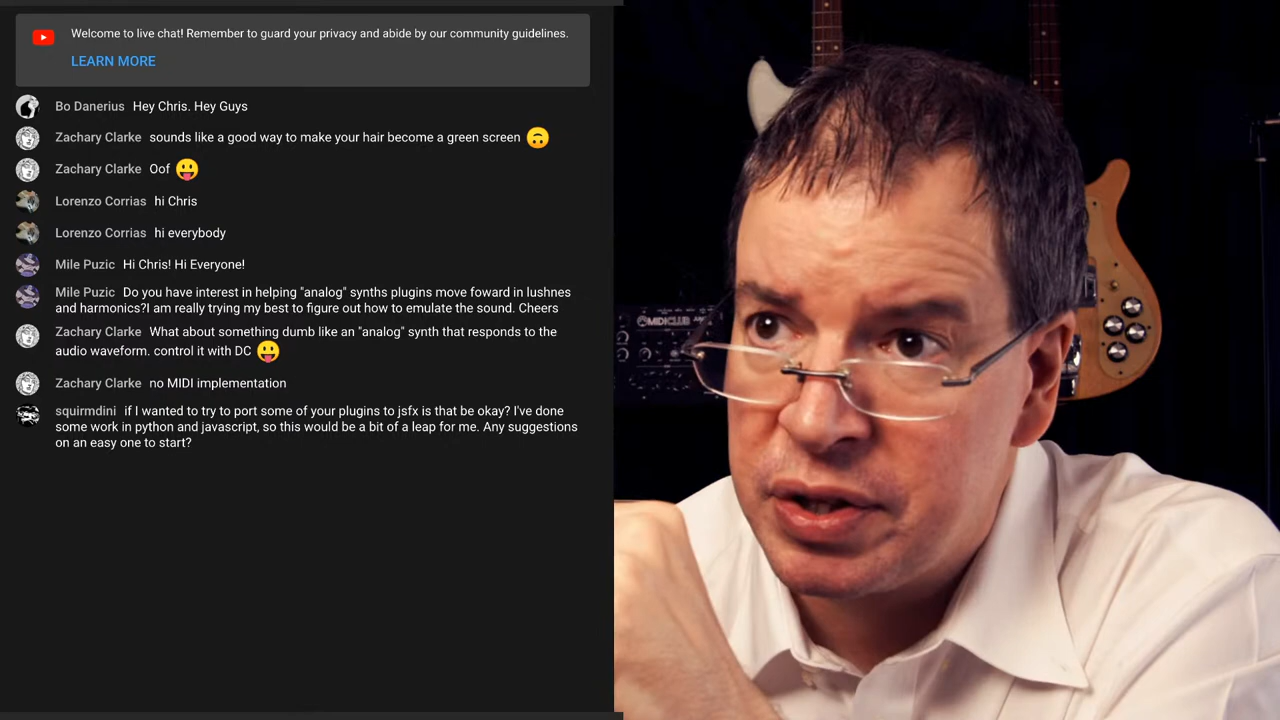 Welcome to live chat! Remember to guard your privacy and abide by our community guidelines.
LEARN MORE
Bo Danerius Hey Chris. Hey Guys
Zachary Clarke sounds like a good way to make your hair become a green screen 🙃
Zachary Clarke Oof 😛
Lorenzo Corrias hi Chris
Lorenzo Corrias hi everybody
Mile Puzic Hi Chris! Hi Everyone!
Mile Puzic Do you have interest in helping "analog" synths plugins move foward in lushnes
and harmonics?I am really trying my best to figure out how to emulate the sound. Cheers
Zachary Clarke What about something dumb like an "analog" synth that responds to the
audio waveform. control it with DC 😛
Zachary Clarke no MIDI implementation
squirmdini if I wanted to try to port some of your plugins to jsfx is that be okay? I've done
some work in python and javascript, so this would be a bit of a leap for me. Any suggestions
on an easy one to start?
MIDICLUB